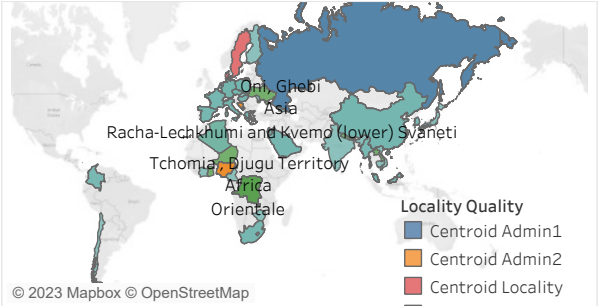 Oni, Ghebi
Asia
Racha-Lechkhumi and Kvemo (lower) Svaneti
Tchomia, Djugu Territory
Africa
Orientale
Locality Quality
Centroid Admin1
Centroid Admin2
Centroid Locality
© 2023 Mapbox © OpenStreetMap